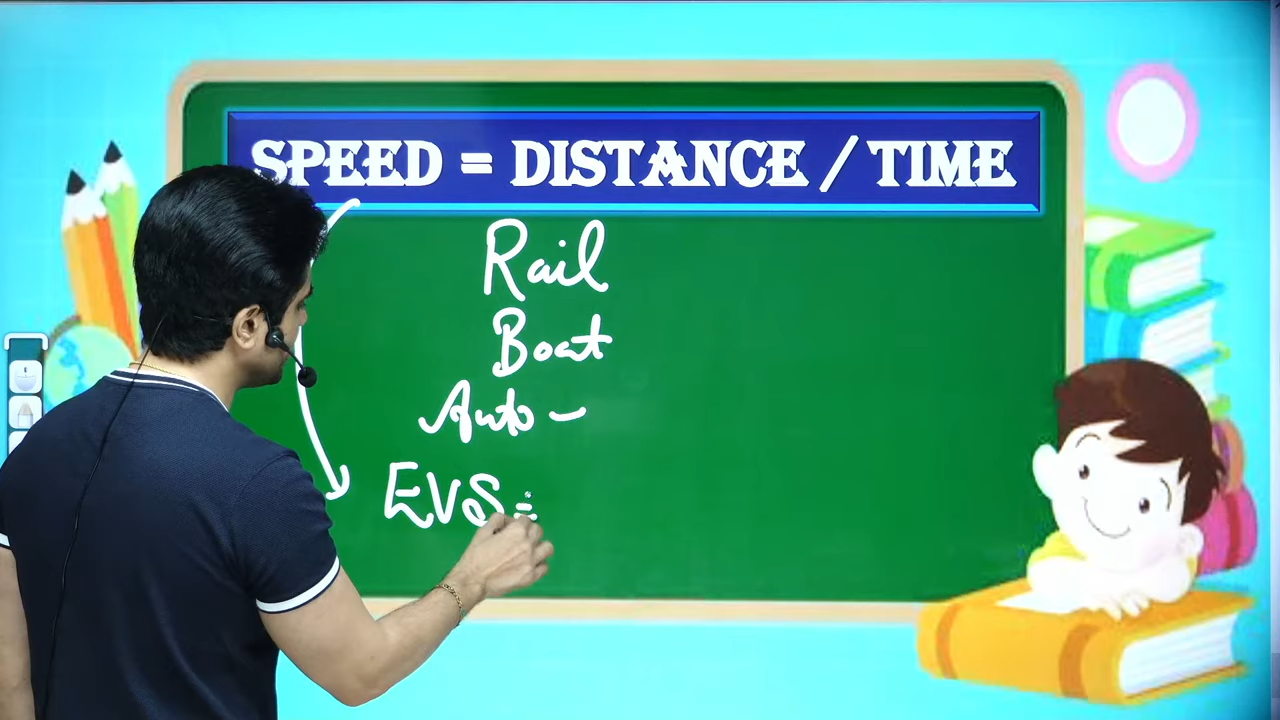 SPEED = DISTANCE / TIME
Rail
Boat
Auto –
EVS =